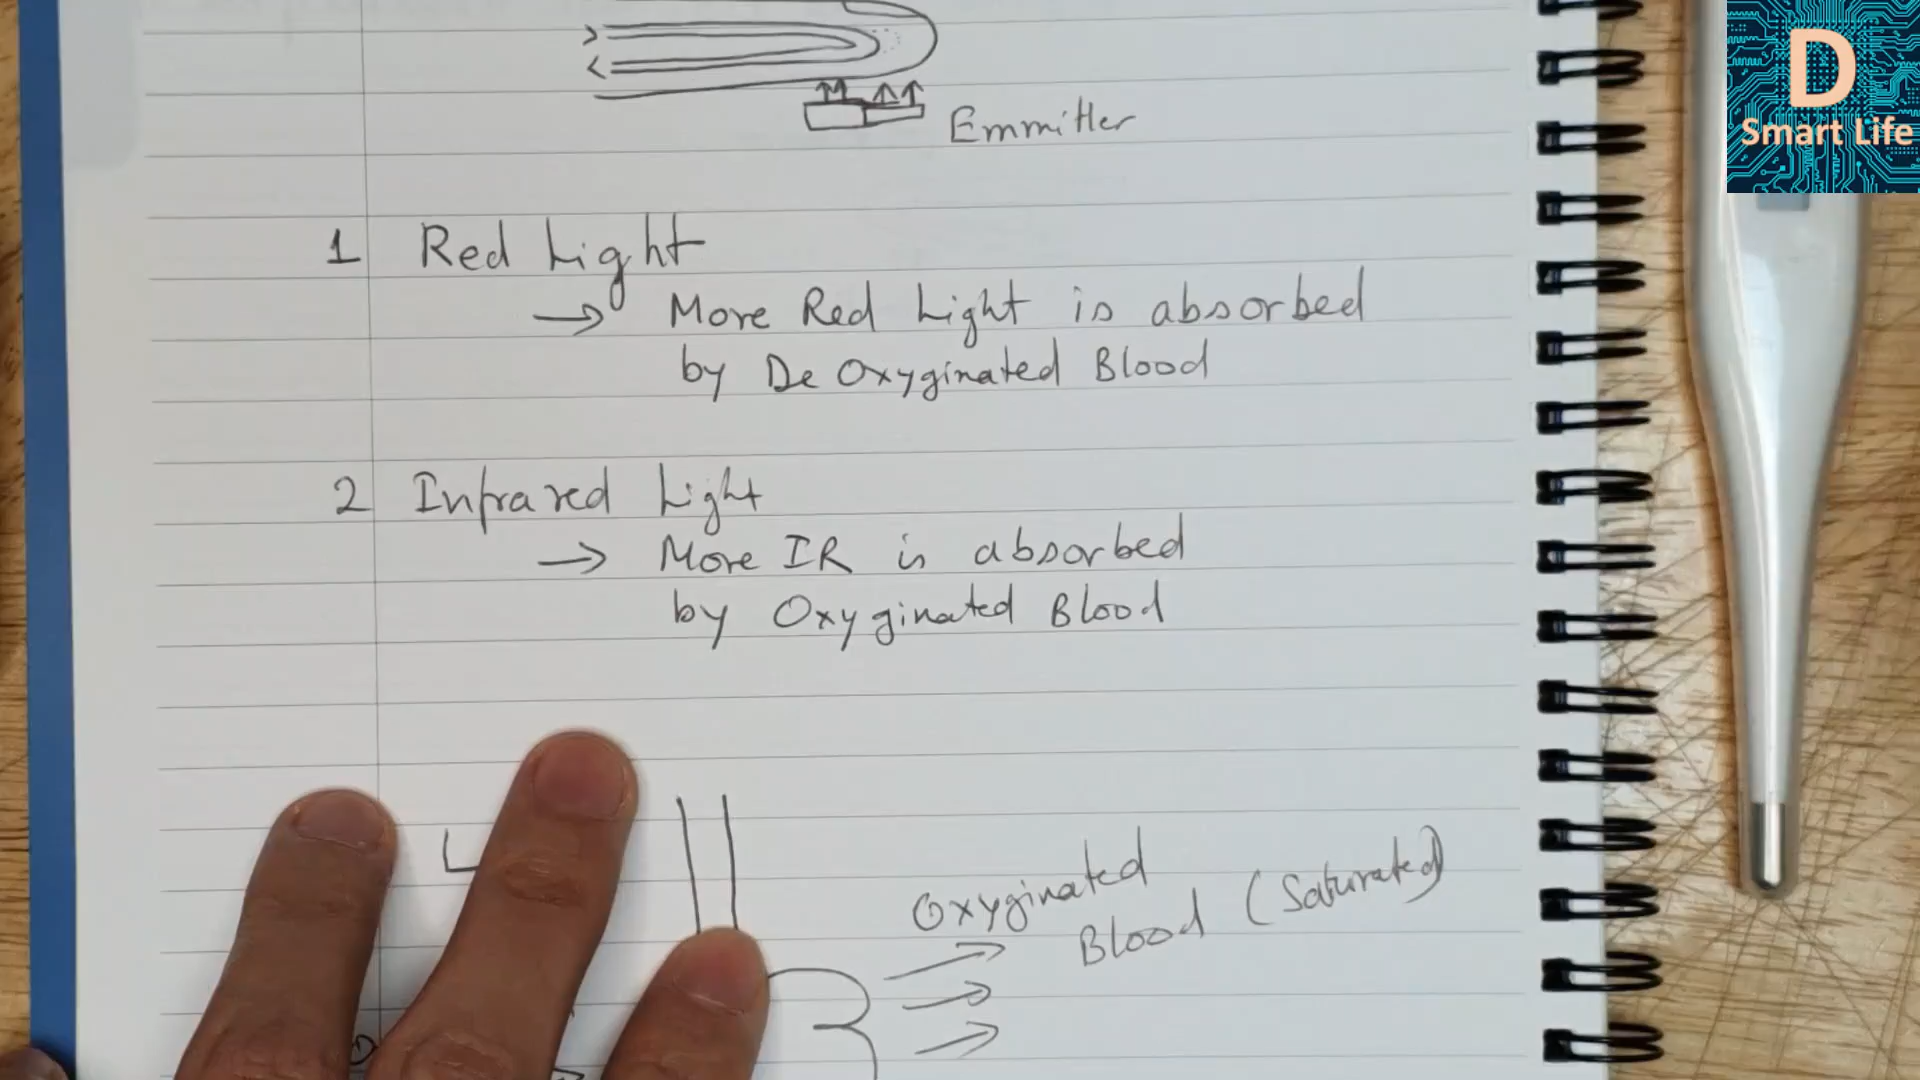 D
Smart Life
Emmitter
1 Red Light
→ More Red Light is absorbed
by De Oxyginated Blood
2 Infrared Light
→ More IR is absorbed
by Oxyginated Blood
Oxyginated
Blood (Saturated)